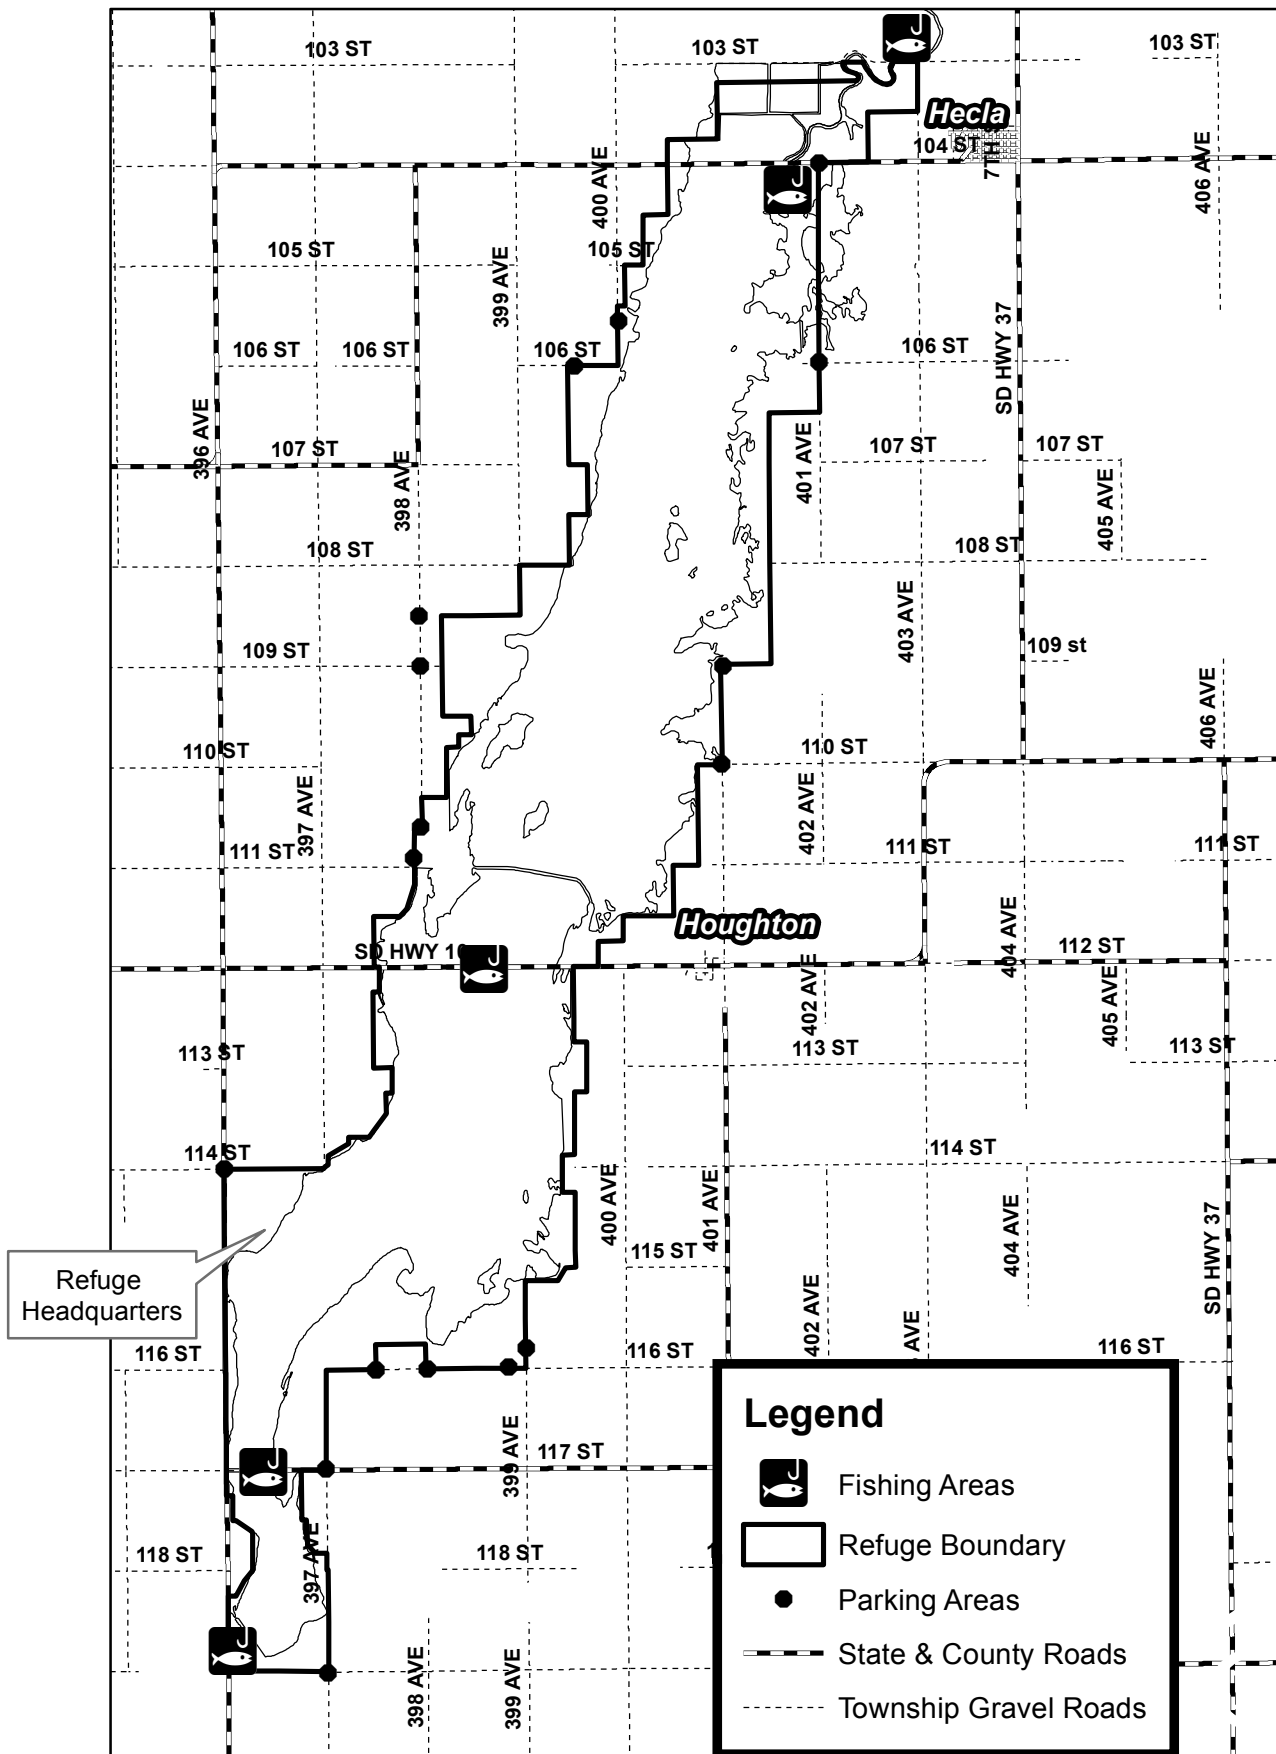 103 ST
103 ST
103 ST
Hecla
104 ST
400 AVE
406 AVE
105 ST
105 ST
399 AVE
SD HWY 37
106 ST
106 ST
106 ST
106 ST
396 AVE
107 ST
398 AVE
401 AVE
107 ST
107 ST
405 AVE
108 ST
108 ST
403 AVE
109 ST
109 st
406 AVE
110 ST
110 ST
397 AVE
402 AVE
111 ST
111 ST
111 ST
Houghton
404 AVE
SD HWY
112 ST
402 AVE
405 AVE
113 ST
113 ST
113 ST
114 ST
114 ST
400 AVE
401 AVE
404 AVE
SD HWY 37
115 ST
Refuge
Headquarters
402 AVE
AVE
116 ST
116 ST
116 ST
399 AVE
117 ST
118 ST
397 AVE
118 ST
398 AVE
399 AVE
Legend
Fishing Areas
Refuge Boundary
Parking Areas
State & County Roads
Township Gravel Roads